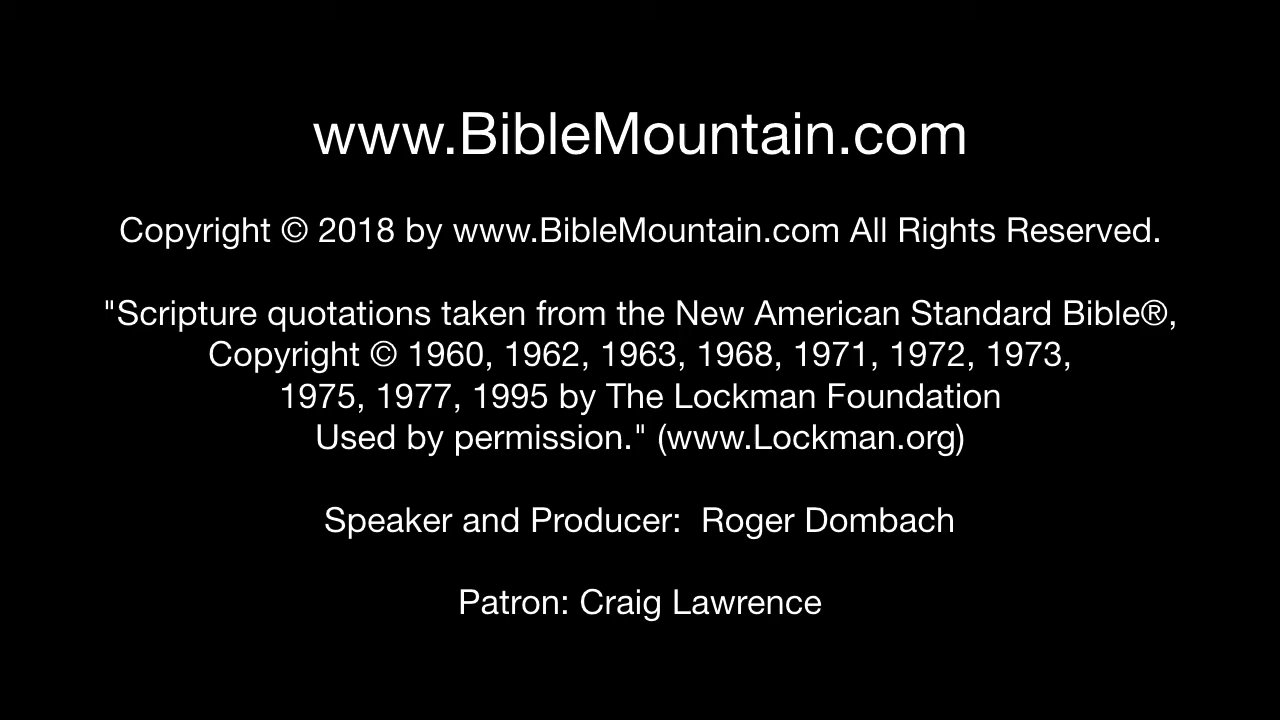 www.BibleMountain.com
Copyright © 2018 by www.BibleMountain.com All Rights Reserved.
"Scripture quotations taken from the New American Standard Bible®,
Copyright © 1960, 1962, 1963, 1968, 1971, 1972, 1973,
1975, 1977, 1995 by The Lockman Foundation
Used by permission." (www.Lockman.org)
Speaker and Producer:  Roger Dombach
Patron: Craig Lawrence